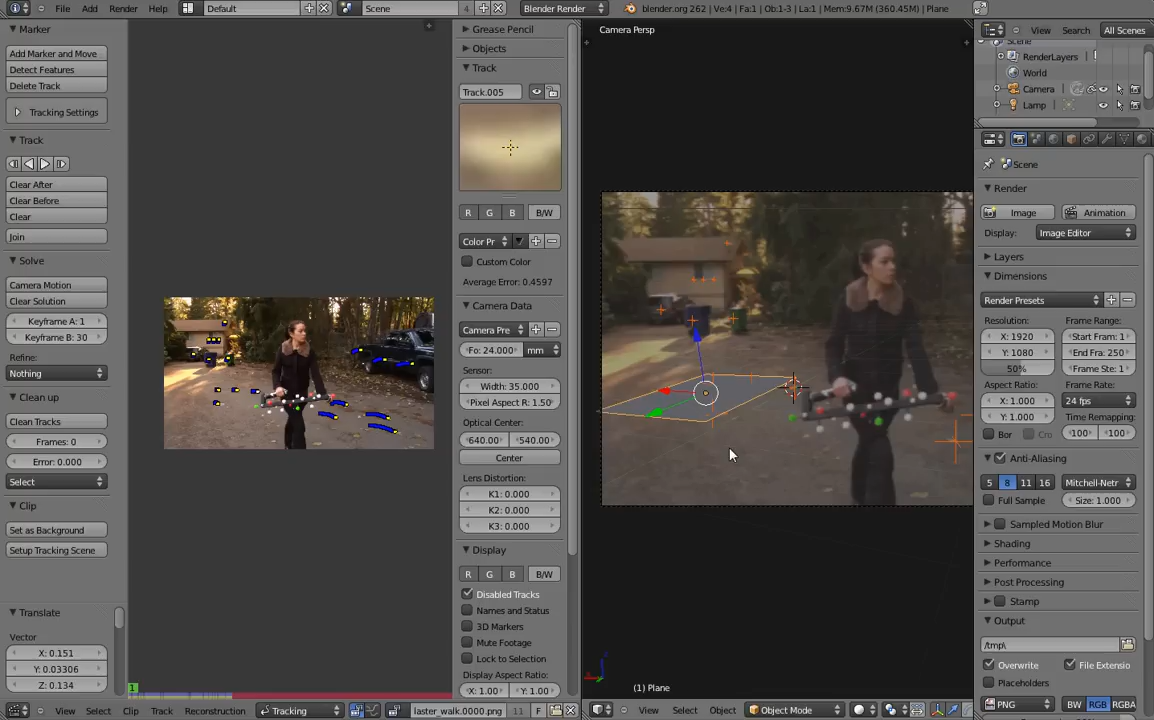 File Add Render Help Default Scene 4 F Blender Render blender.org 262 | Ve:4 | Fa:1 | Ob:1-3 | La:1 | Mem:9.67M (360.45M) | Plane
Marker
Add Marker and Move
Detect Features
Delete Track
Tracking Settings
Track
Clear After
Clear Before
Clear
Join
Solve
Camera Motion
Clear Solution
Keyframe A: 1
Keyframe B: 30
Refine:
Nothing
Clean up
Clean Tracks
Frames: 0
Error: 0.000
Select
Clip
Set as Background
Setup Tracking Scene
Translate
Vector
X: 0.151
Y: 0.03306
Z: 0.134
1
Grease Pencil
Objects
Track
Track.005
R G B B/W
Color Pr
Custom Color
Average Error: 0.4597
Camera Data
Camera Pre
Fo: 24.000 mm
Sensor:
Width: 35.000
Pixel Aspect R: 1.50
Optical Center:
640.00 540.00
Center
Lens Distortion:
K1: 0.000
K2: 0.000
K3: 0.000
Display
R G B B/W
Disabled Tracks
Names and Status
3D Markers
Mute Footage
Lock to Selection
Display Aspect Ratio:
X: 1.00 Y: 1.00
View Select Clip Track Reconstruction Tracking laster_walk.0000.png 11 F
Camera Persp
(1) Plane
View Select Object Object Mode
View Search All Scenes
Scene
RenderLayers
World
Camera
Lamp
Scene
Render
Image Animation
Display: Image Editor
Layers
Dimensions
Render Presets
Resolution: Frame Range:
X: 1920 Start Fram: 1
Y: 1080 End Fra: 250
50% Frame Ste: 1
Aspect Ratio: Frame Rate:
X: 1.000 24 fps
Y: 1.000 Time Remapping:
Bor Cm 100 100
Anti-Aliasing
5 8 11 16 Mitchell-Netr
Full Sample Size: 1.000
Sampled Motion Blur
Shading
Performance
Post Processing
Stamp
Output
/tmp\
Overwrite File Extensio
Placeholders
PNG BW RGB RGB